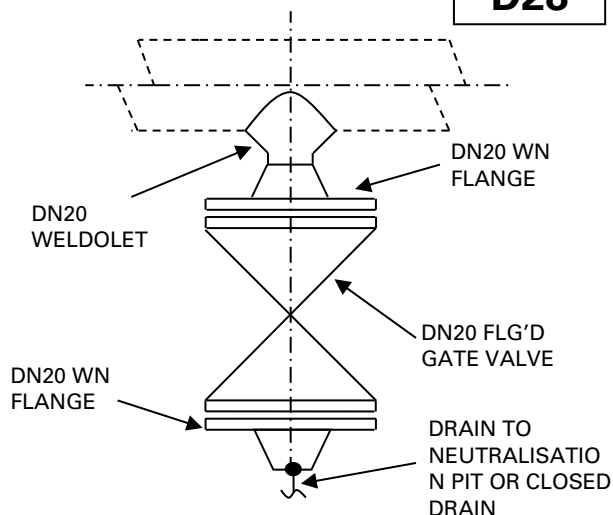 D28
DN20 WN
FLANGE
DN20
WELDOLET
DN20 FLG'D
GATE VALVE
DN20 WN
FLANGE
DRAIN TO
NEUTRALISATIO
N PIT OR CLOSED
DRAIN